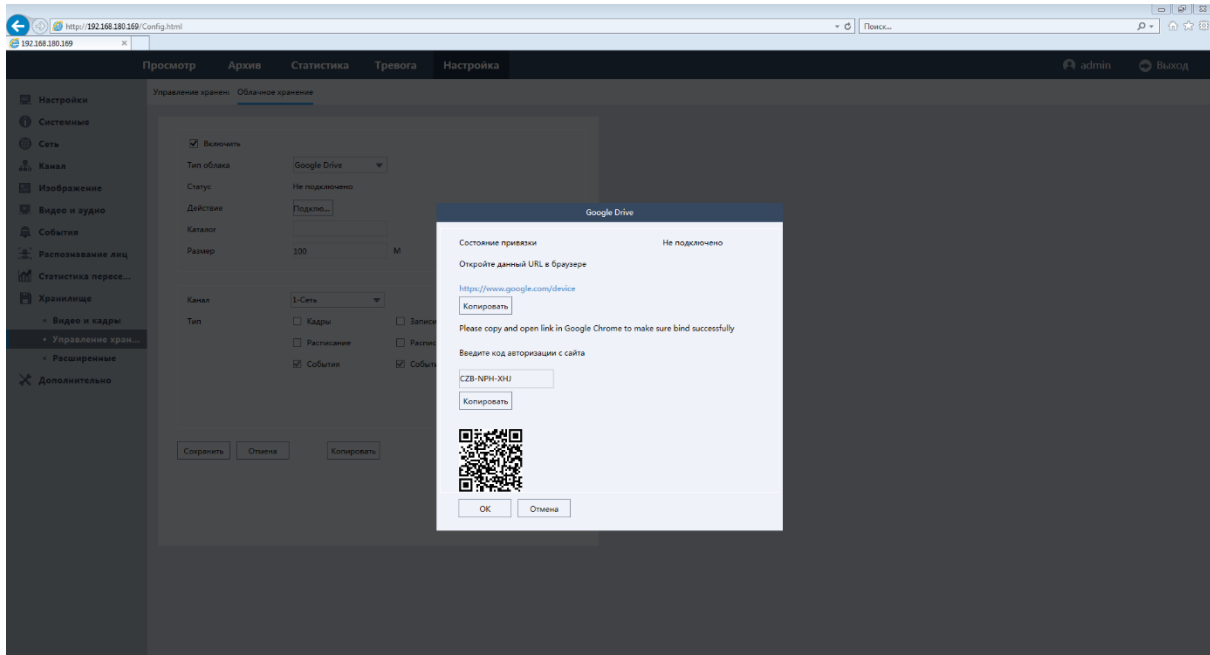 http://192.168.180.169/Config.html
Поиск...
192.168.180.169
Просмотр Архив Статистика Тревога Настройка admin Выход
Управление хранен: Облачное хранение
Настройки
Системные
Сеть
Канал
Изображение
Видео и аудио
События
Распознавание лиц
Статистика пересе...
Хранилище
Видео и кадры
Управление хран...
Расширенные
Дополнительно
Включить
Тип облака Google Drive
Статус Не подключено
Действие Подклю...
Каталог
Размер 100 М
Канал 1-Сеть
Тип Кадры Записи
Расписание Распис
События Событи
Сохранить Отмена Копировать
Google Drive
Состояние привязки Не подключено
Откройте данный URL в браузере
https://www.google.com/device
Копировать
Please copy and open link in Google Chrome to make sure bind successfully
Введите код авторизации с сайта
CZB-NPH-XHJ
Копировать
OK Отмена